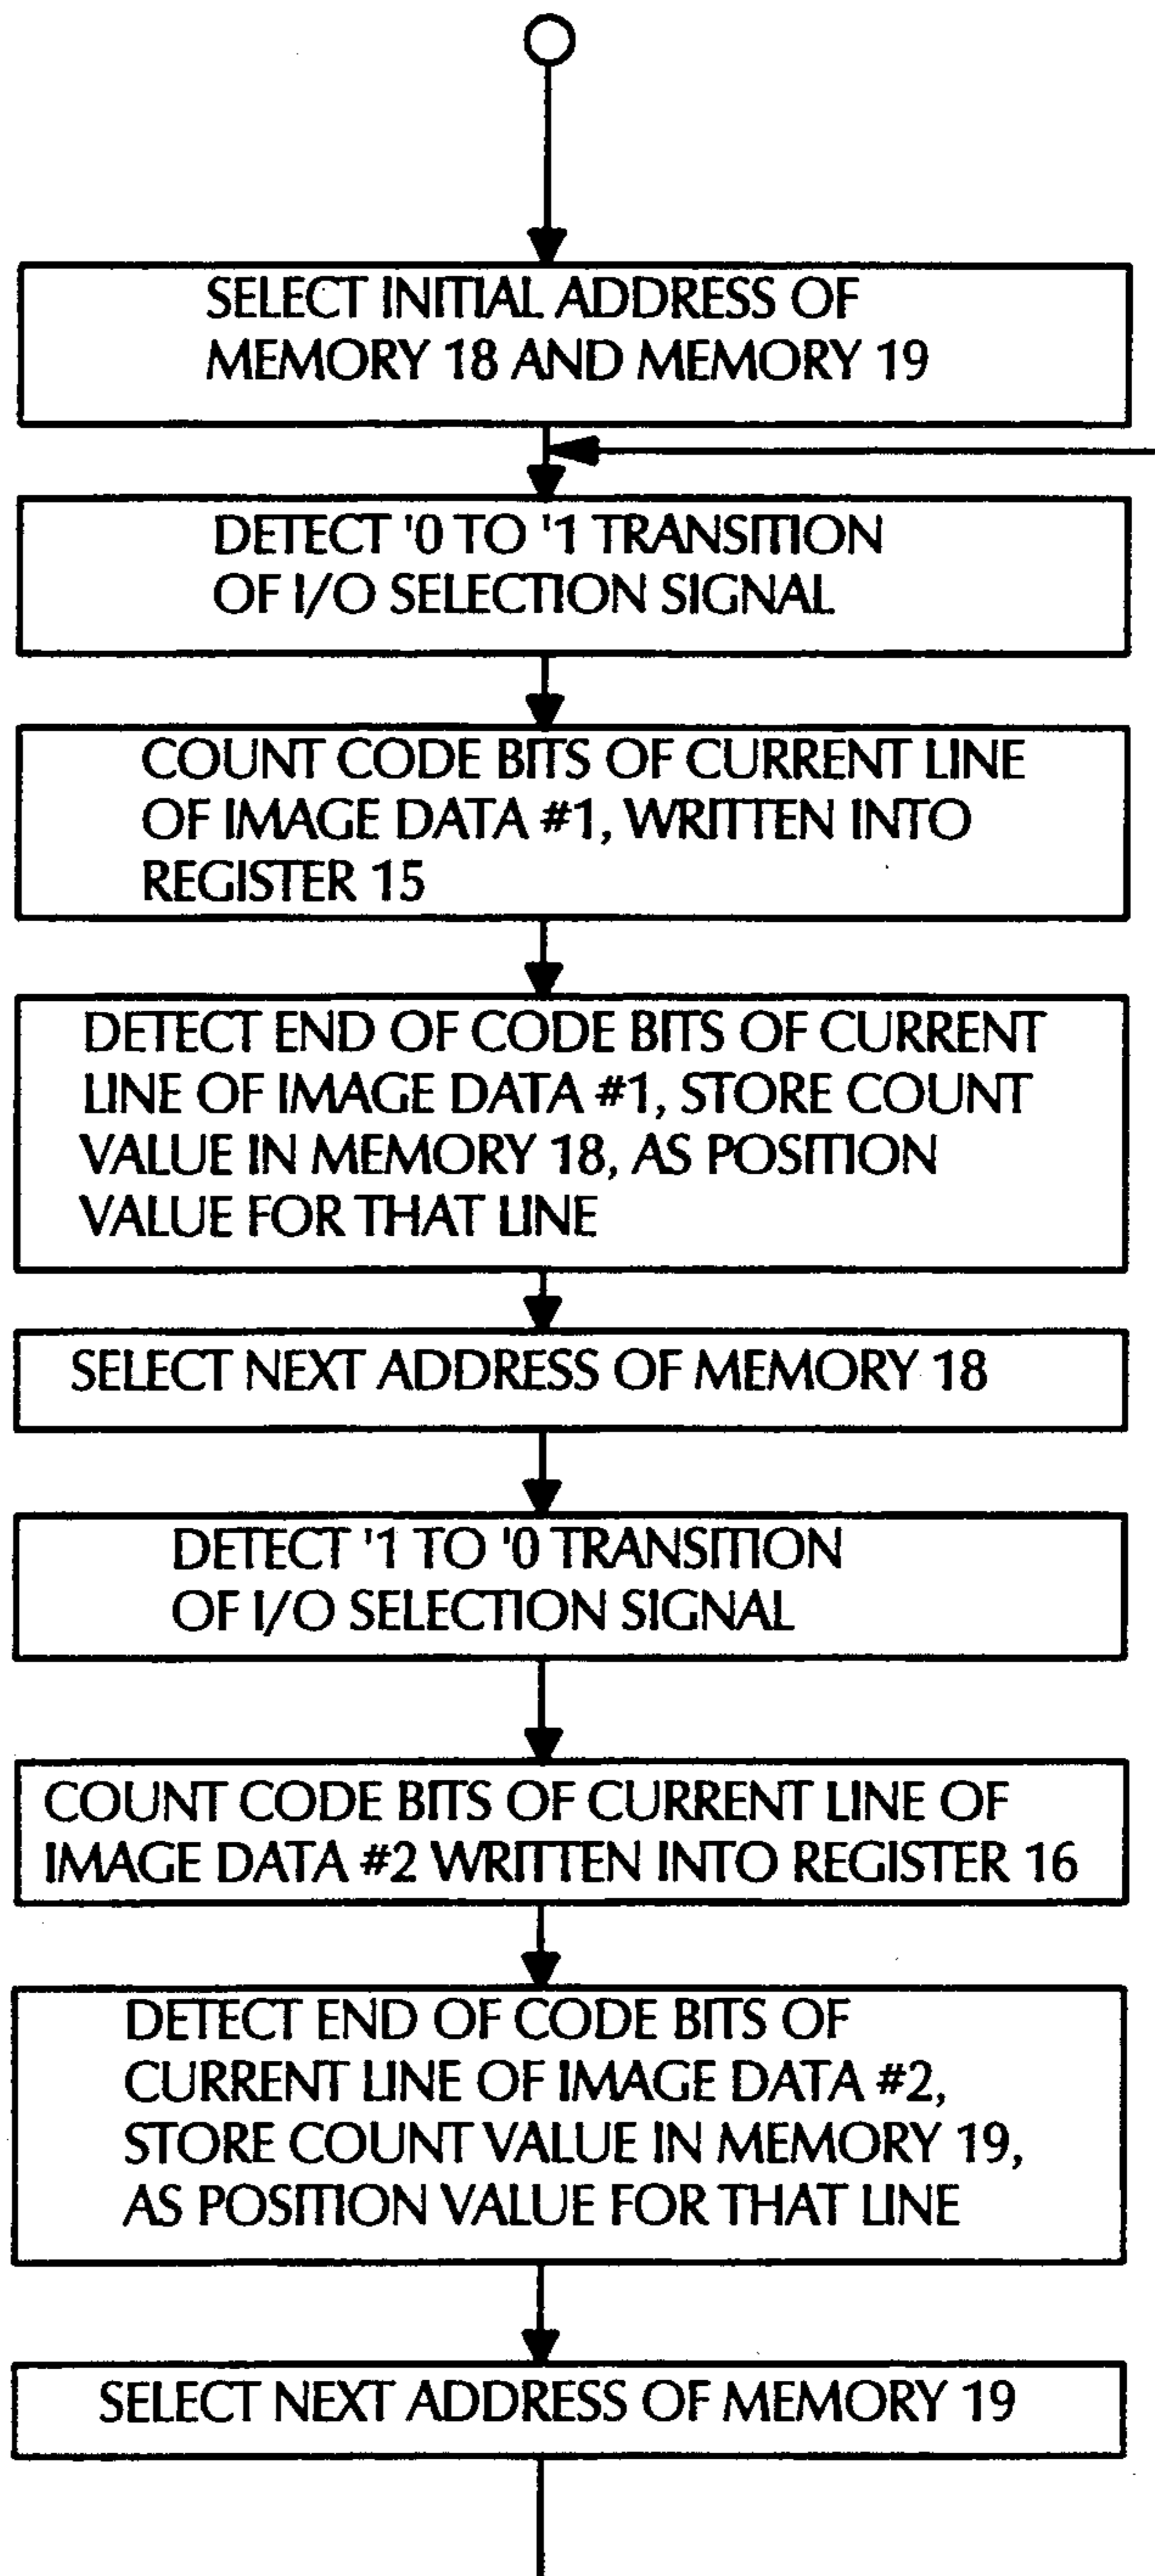 SELECT INITIAL ADDRESS OF
MEMORY 18 AND MEMORY 19
DETECT '0 TO '1 TRANSITION
OF I/O SELECTION SIGNAL
COUNT CODE BITS OF CURRENT LINE
OF IMAGE DATA #1, WRITTEN INTO
REGISTER 15
DETECT END OF CODE BITS OF CURRENT
LINE OF IMAGE DATA #1, STORE COUNT
VALUE IN MEMORY 18, AS POSITION
VALUE FOR THAT LINE
SELECT NEXT ADDRESS OF MEMORY 18
DETECT '1 TO '0 TRANSITION
OF I/O SELECTION SIGNAL
COUNT CODE BITS OF CURRENT LINE OF
IMAGE DATA #2 WRITTEN INTO REGISTER 16
DETECT END OF CODE BITS OF
CURRENT LINE OF IMAGE DATA #2,
STORE COUNT VALUE IN MEMORY 19,
AS POSITION VALUE FOR THAT LINE
SELECT NEXT ADDRESS OF MEMORY 19